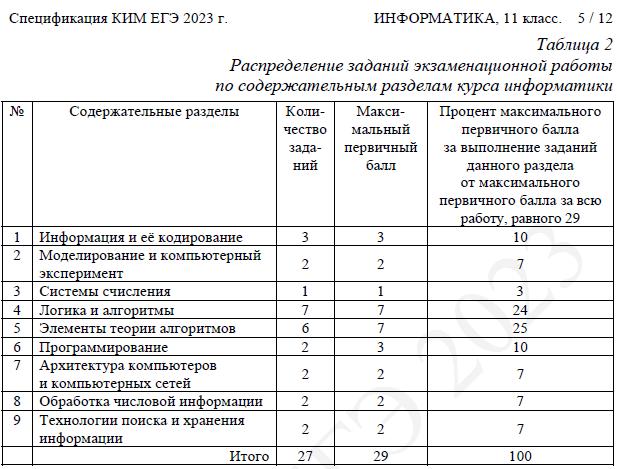 Спецификация КИМ ЕГЭ 2023 г. ИНФОРМАТИКА, 11 класс. 5 / 12
Таблица 2
Распределение заданий экзаменационной работы
по содержательным разделам курса информатики
№ Содержательные разделы Коли-
чество
зада-
ний
Макси-
мальный
первичный
балл
Процент максимального
первичного балла
за выполнение заданий
данного раздела
от максимального
первичного балла за всю
работу, равного 29
1 Информация и её кодирование 3 3 10
2 Моделирование и компьютерный
эксперимент 2 2 7
3 Системы счисления 1 1 3
4 Логика и алгоритмы 7 7 24
5 Элементы теории алгоритмов 6 7 25
6 Программирование 2 3 10
7 Архитектура компьютеров
и компьютерных сетей 2 2 7
8 Обработка числовой информации 2 2 7
9 Технологии поиска и хранения
информации 2 2 7
Итого 27 29 100
ЕГЭ 2023